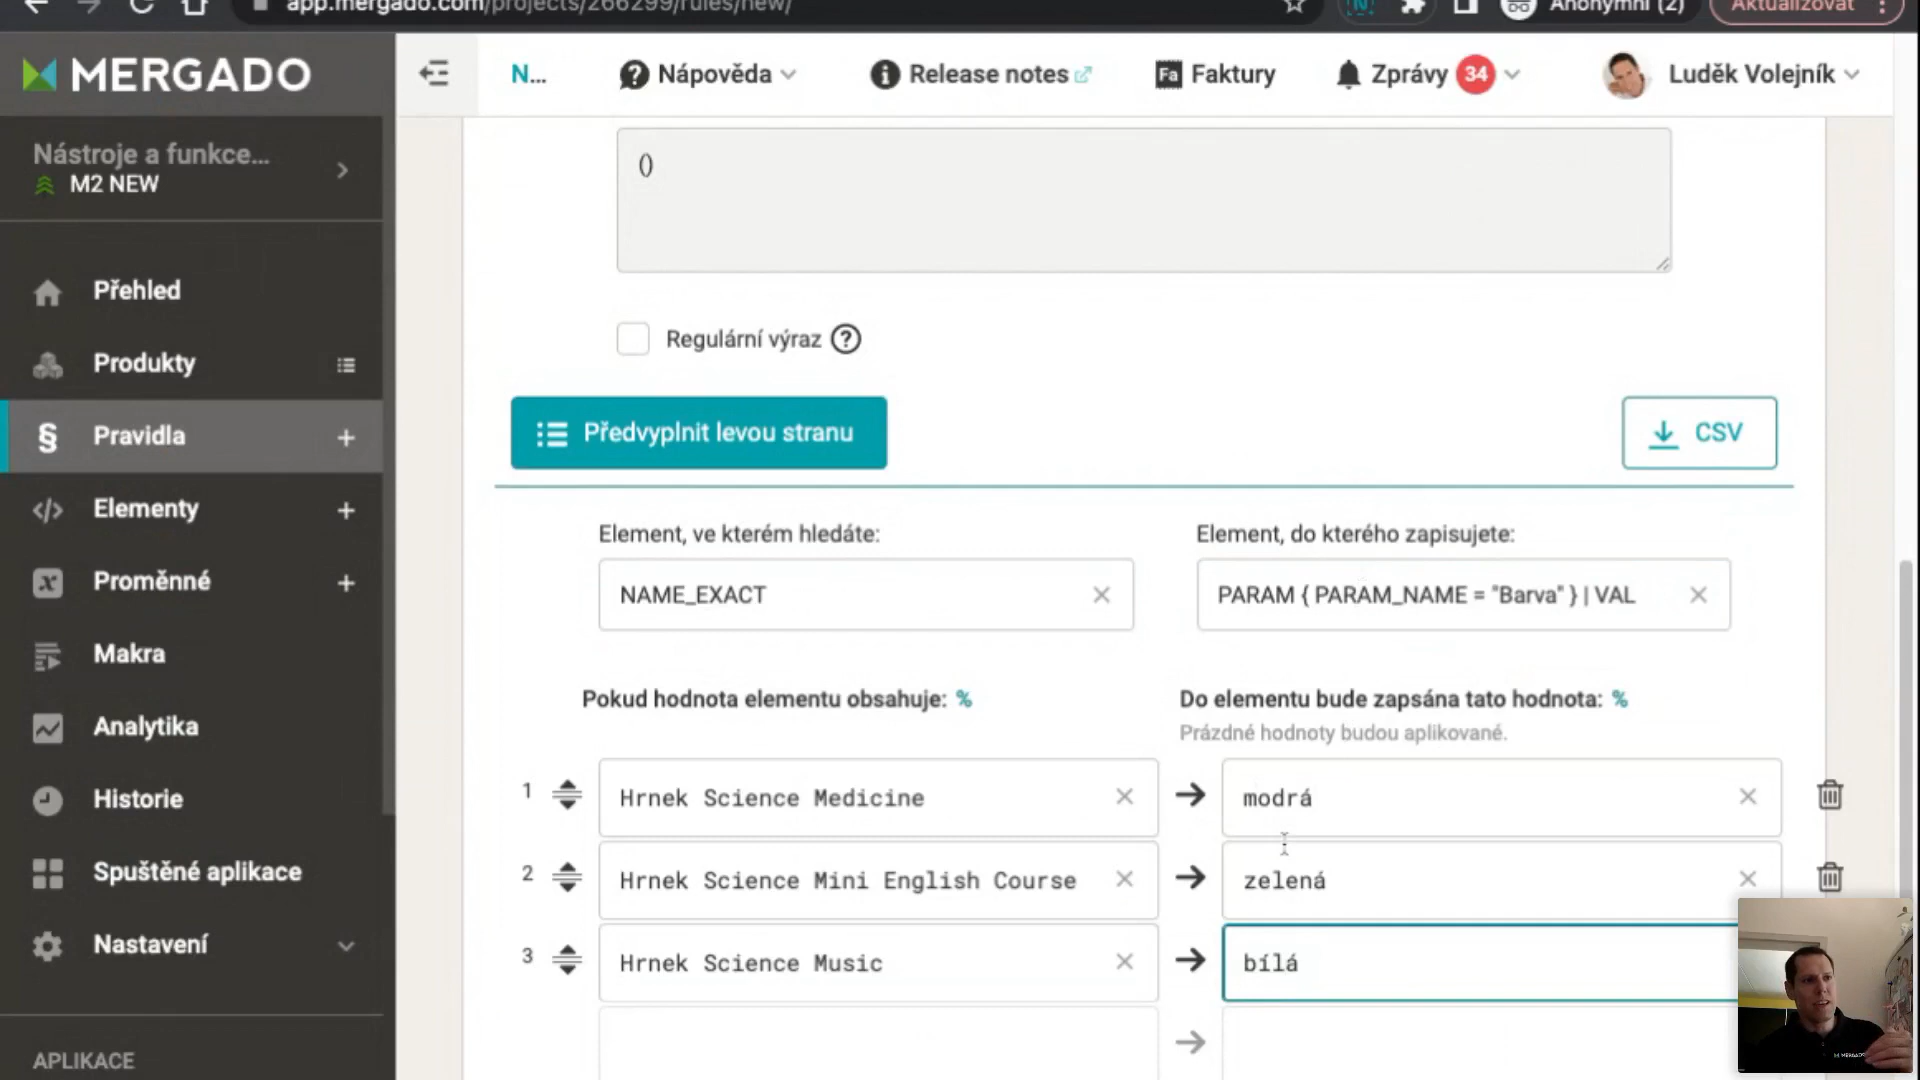 app.mergado.com/projects/266299/rules/new/
Anonymní (2)
Aktualizovat
MERGADO
N...
Nápověda
Release notes
Fa Faktury
Zprávy 34
Luděk Volejník
Nástroje a funkce...
M2 NEW
Přehled
Produkty
§ Pravidla +
Elementy +
Proměnné +
Makra
Analytika
Historie
Spuštěné aplikace
Nastavení
APLIKACE
()
Regulární výraz ?
Předvyplnit levou stranu
CSV
Element, ve kterém hledáte:
Element, do kterého zapisujete:
NAME_EXACT
PARAM { PARAM_NAME = "Barva" } | VAL
Pokud hodnota elementu obsahuje: %
Do elementu bude zapsána tato hodnota: %
Prázdné hodnoty budou aplikované.
1 Hrnek Science Medicine → modrá
2 Hrnek Science Mini English Course → zelená
3 Hrnek Science Music → bílá
MERGADO